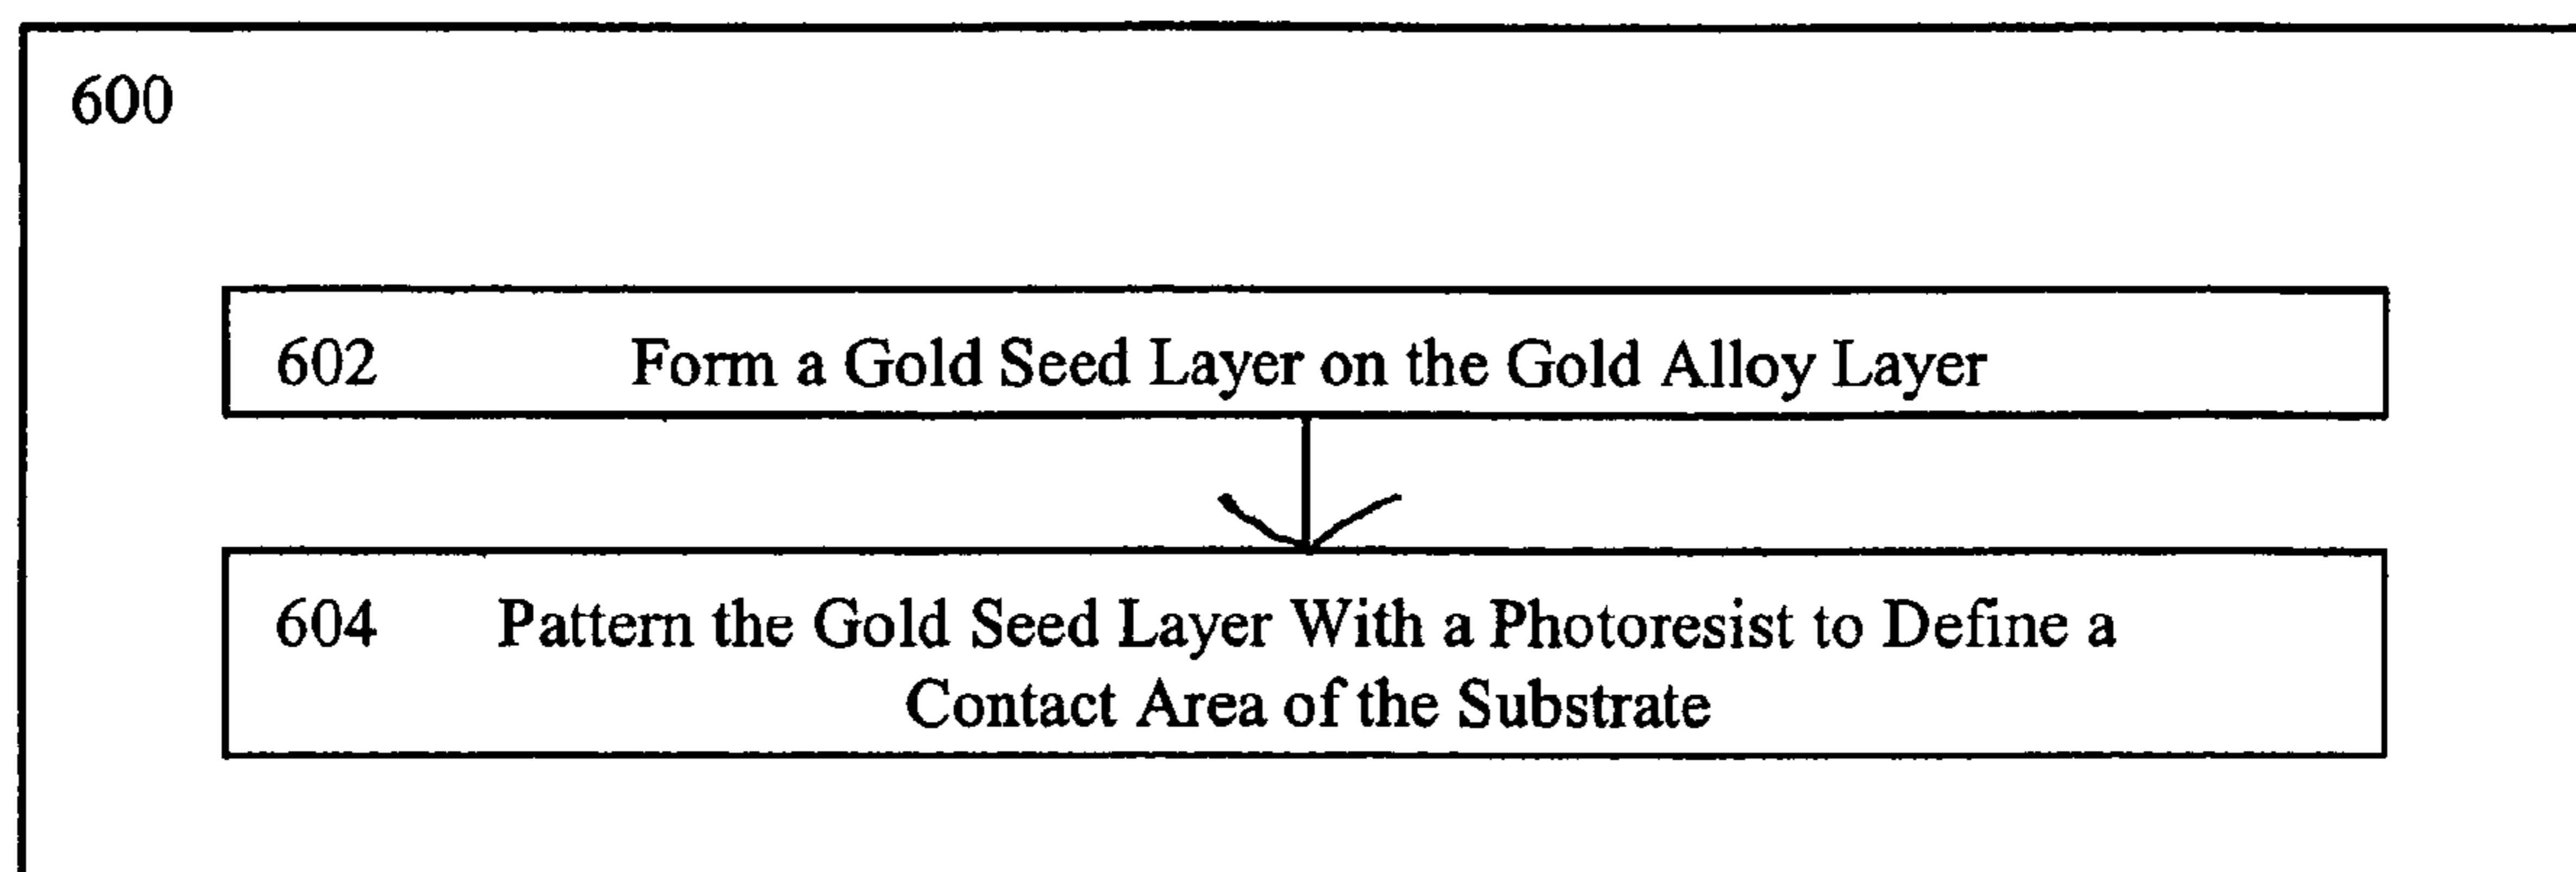 600
602 Form a Gold Seed Layer on the Gold Alloy Layer
604 Pattern the Gold Seed Layer With a Photoresist to Define a
Contact Area of the Substrate